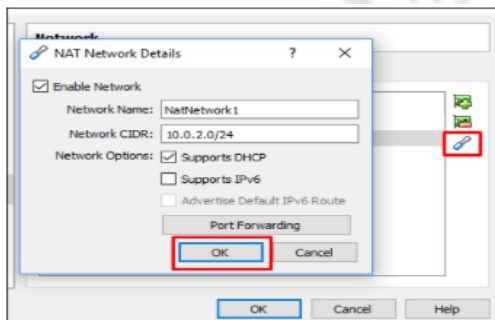 Network
NAT Network Details ? ×
Enable Network
Network Name: NatNetwork1
Network CIDR: 10.0.2.0/24
Network Options: Supports DHCP
Supports IPv6
Advertise Default IPv6 Route
Port Forwarding
OK Cancel
OK Cancel Help